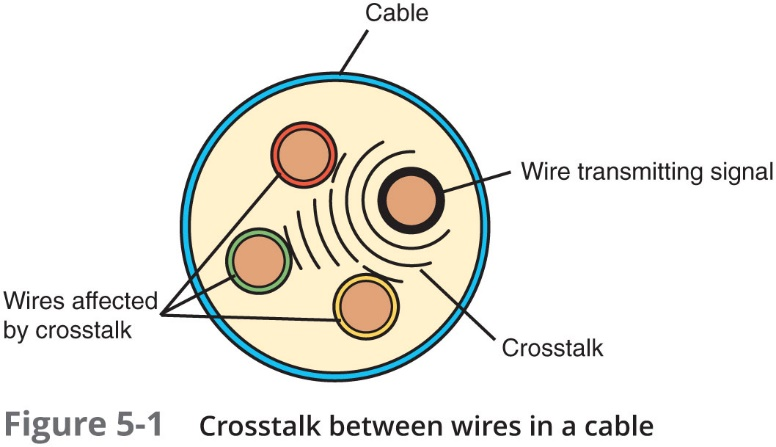 Cable
Wire transmitting signal
Wires affected
by crosstalk
Crosstalk
Figure 5-1 Crosstalk between wires in a cable